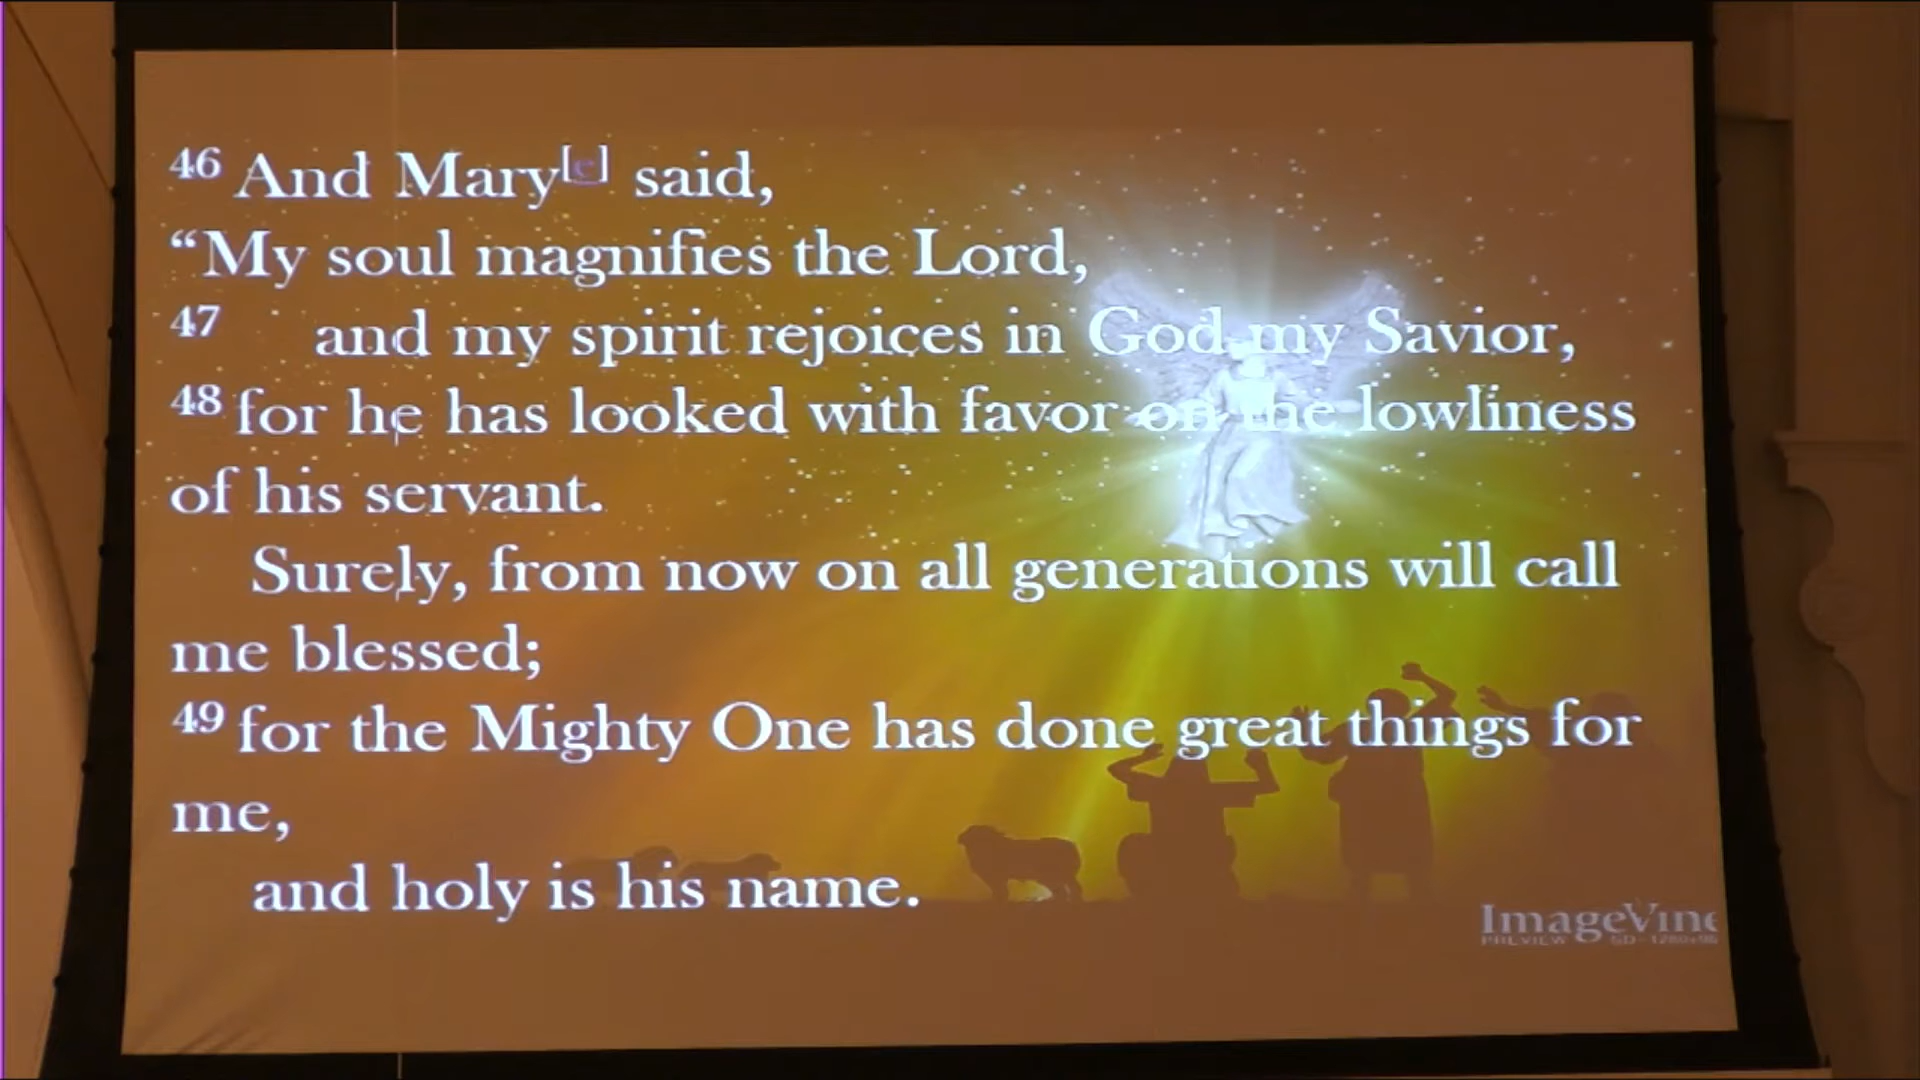 46 And Mary[e] said,
“My soul magnifies the Lord,
47 and my spirit rejoices in God my Savior,
48 for he has looked with favor on the lowliness
of his servant.
Surely, from now on all generations will call
me blessed;
49 for the Mighty One has done great things for
me,
and holy is his name.
ImageVine
PREVIEW